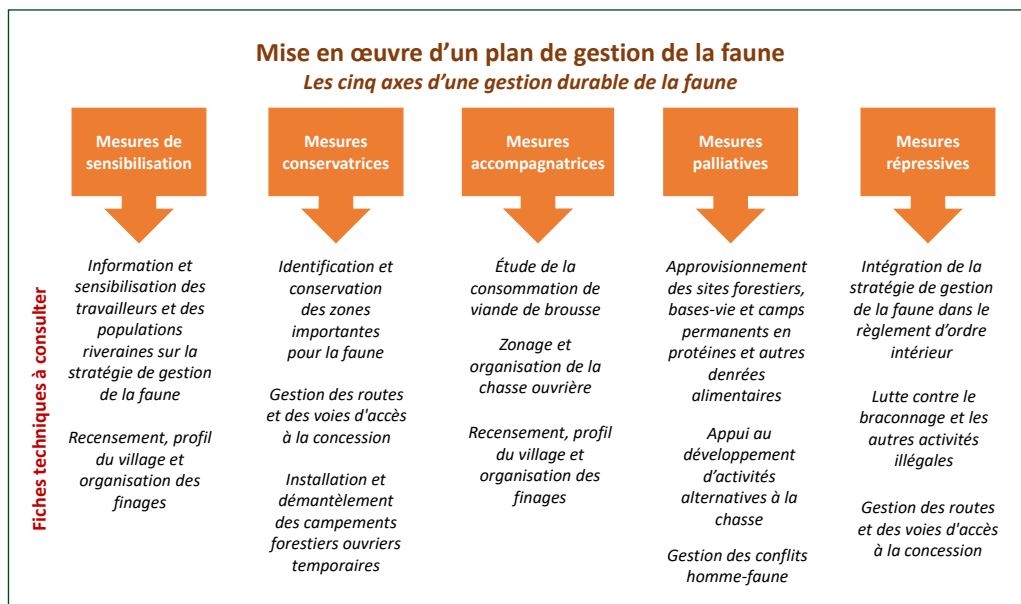 Mise en œuvre d’un plan de gestion de la faune
Les cinq axes d’une gestion durable de la faune
Mesures de
sensibilisation
Mesures
conservatrices
Mesures
accompagnatrices
Mesures
palliatives
Mesures
répressives
Fiches techniques à consulter
Information et
sensibilisation des
travailleurs et des
populations
riveraines sur la
stratégie de gestion
de la faune
Recensement, profil
du village et
organisation des
finages
Identification et
conservation
des zones
importantes
pour la faune
Gestion des routes
et des voies d'accès
à la concession
Installation et
démantèlement
des campements
forestiers ouvriers
temporaires
Étude de la
consommation de
viande de brousse
Zonage et
organisation de la
chasse ouvrière
Recensement, profil
du village et
organisation des
finages
Approvisionnement
des sites forestiers,
bases-vie et camps
permanents en
protéines et autres
denrées
alimentaires
Appui au
développement
d’activités
alternatives à la
chasse
Gestion des conflits
homme-faune
Intégration de la
stratégie de gestion
de la faune dans le
règlement d’ordre
intérieur
Lutte contre le
braconnage et les
autres activités
illégales
Gestion des routes
et des voies d'accès
à la concession